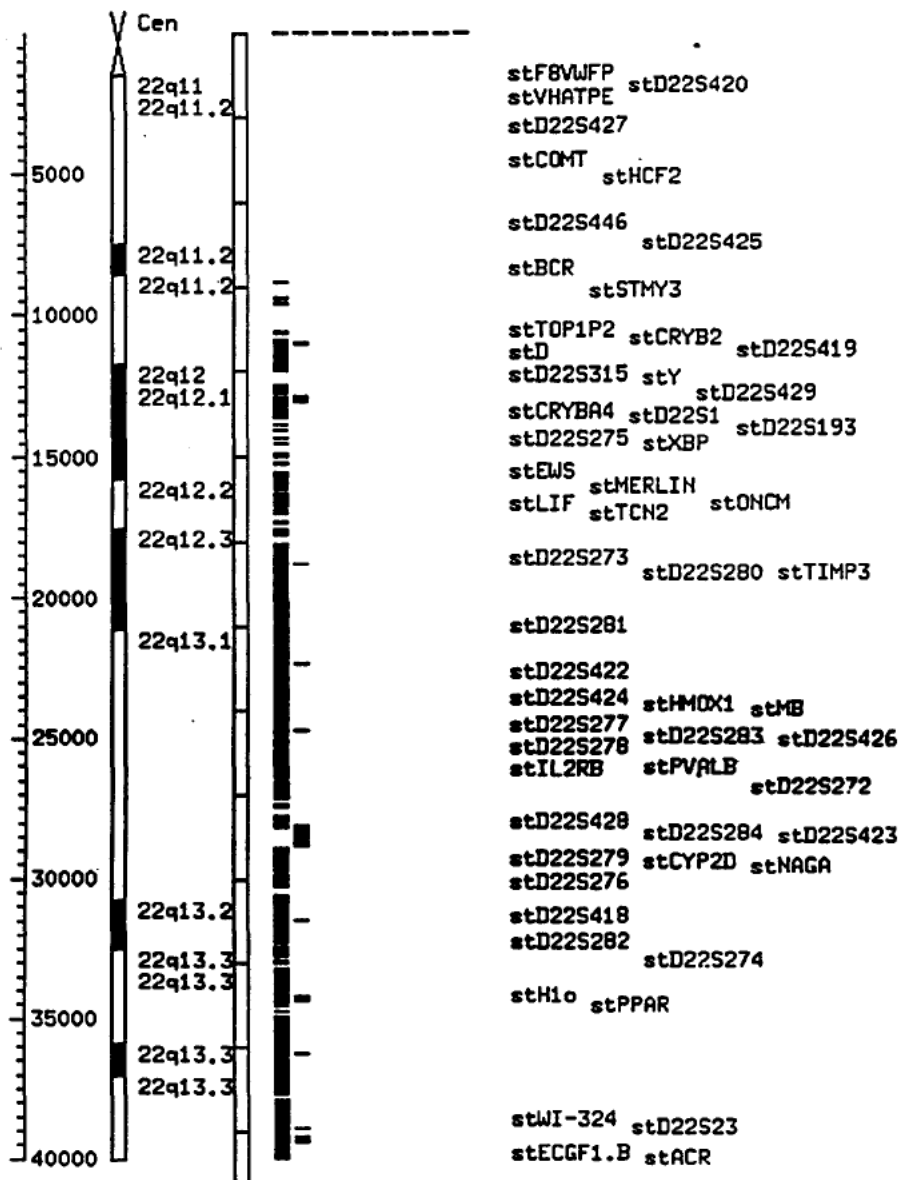 Cen
22q11
22q11.2
5000
22q11.2
22q11.2
10000
22q12
22q12.1
15000
22q12.2
22q12.3
20000
22q13.1
25000
30000
22q13.2
22q13.3
22q13.3
35000
22q13.3
22q13.3
40000
stF8VWFP stD22S420
stVHATPE
stD22S427
stCOMT stHCF2
stD22S446
stD22S425
stBCR
stSTMY3
stTOP1P2 stCRYB2 stD22S419
stD
stD22S315 stY stD22S429
stCRYBA4 stD22S1 stD22S193
stD22S275 stXBP
stEWS
stMERLIN
stLIF stTCN2 stONCM
stD22S273
stD22S280 stTIMP3
stD22S281
stD22S422
stD22S424 stHMOX1 stMB
stD22S277
stD22S278 stD22S283 stD22S426
stIL2RB stPVALB
stD22S272
stD22S428
stD22S284 stD22S423
stD22S279 stCYP2D stNAGA
stD22S276
stD22S418
stD22S282
stD22S274
stH1o stPPAR
stWI-324 stD22S23
stECGF1.B stACR